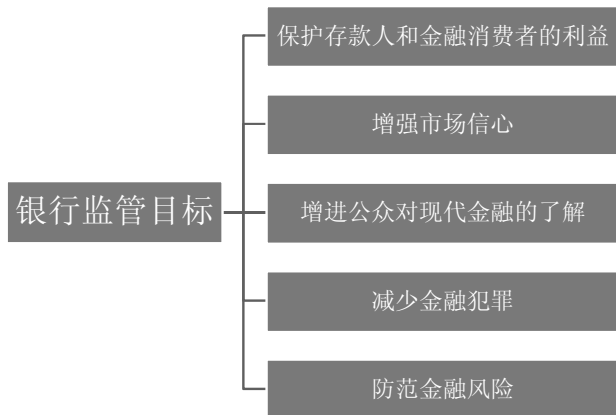 银行监管目标
保护存款人和金融消费者的利益
增强市场信心
增进公众对现代金融的了解
减少金融犯罪
防范金融风险